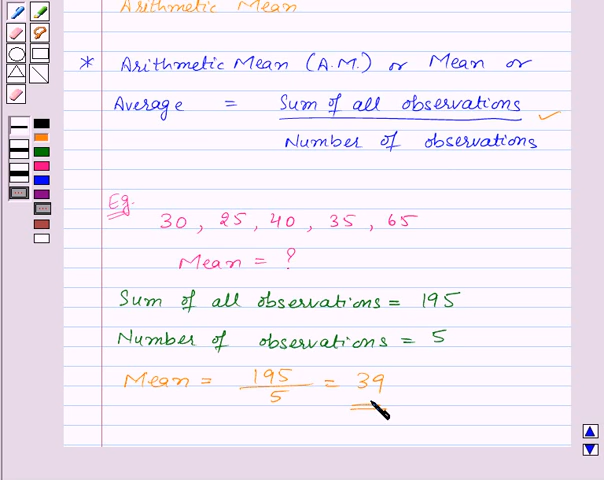 Arithmetic Mean
* Arithmetic Mean (A.M.) or Mean or
Average = Sum of all observations
Number of observations
Eg.
30, 25, 40, 35, 65
Mean = ?
Sum of all observations = 195
Number of observations = 5
Mean = 195/5 = 39